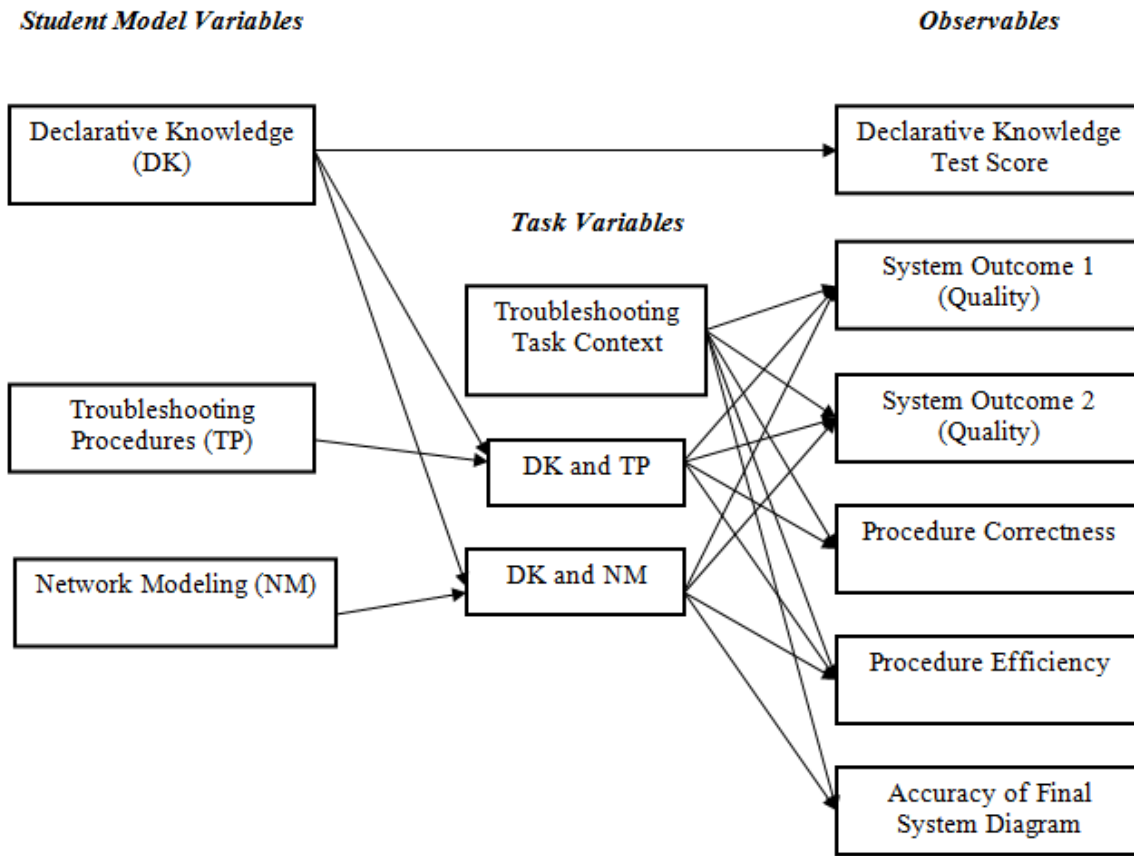 Student Model Variables
Observables
Declarative Knowledge
(DK)
Declarative Knowledge
Test Score
Task Variables
System Outcome 1
(Quality)
Troubleshooting
Task Context
Troubleshooting
Procedures (TP)
System Outcome 2
(Quality)
DK and TP
Procedure Correctness
DK and NM
Network Modeling (NM)
Procedure Efficiency
Accuracy of Final
System Diagram